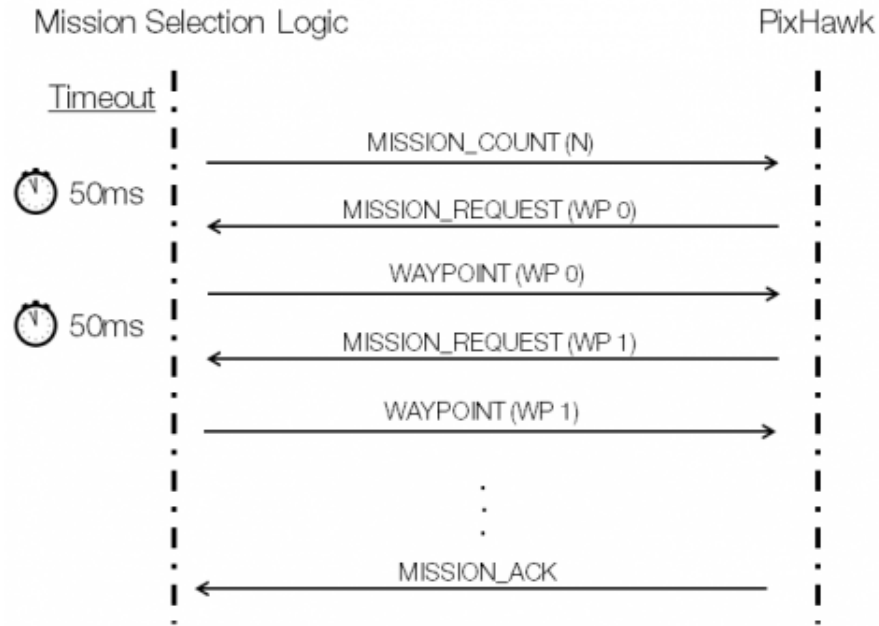 Mission Selection Logic
PixHawk
Timeout
MISSION_COUNT (N)
50ms
MISSION_REQUEST (WP 0)
WAYPOINT (WP 0)
50ms
MISSION_REQUEST (WP 1)
WAYPOINT (WP 1)
MISSION_ACK